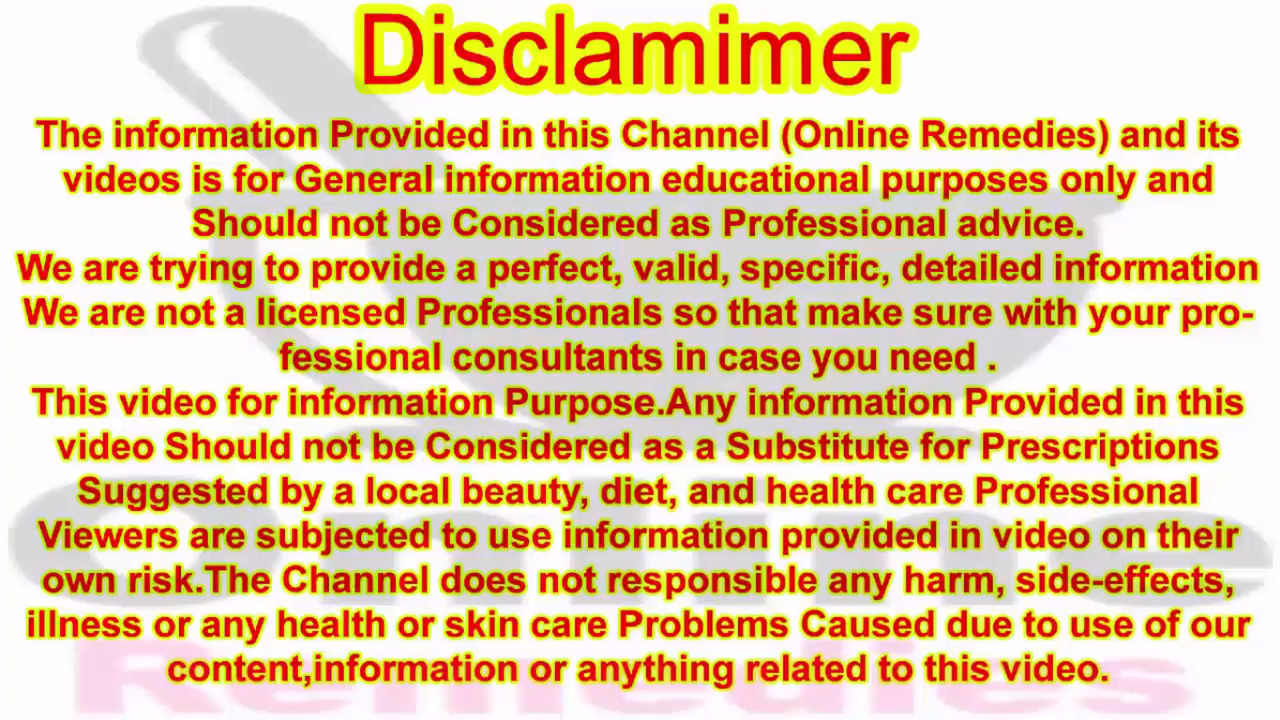 Disclamimer
The information Provided in this Channel (Online Remedies) and its
videos is for General information educational purposes only and
Should not be Considered as Professional advice.
We are trying to provide a perfect, valid, specific, detailed information
We are not a licensed Professionals so that make sure with your pro-
fessional consultants in case you need .
This video for information Purpose.Any information Provided in this
video Should not be Considered as a Substitute for Prescriptions
Suggested by a local beauty, diet, and health care Professional
Viewers are subjected to use information provided in video on their
own risk.The Channel does not responsible any harm, side-effects,
illness or any health or skin care Problems Caused due to use of our
content,information or anything related to this video.
Online
Remedies